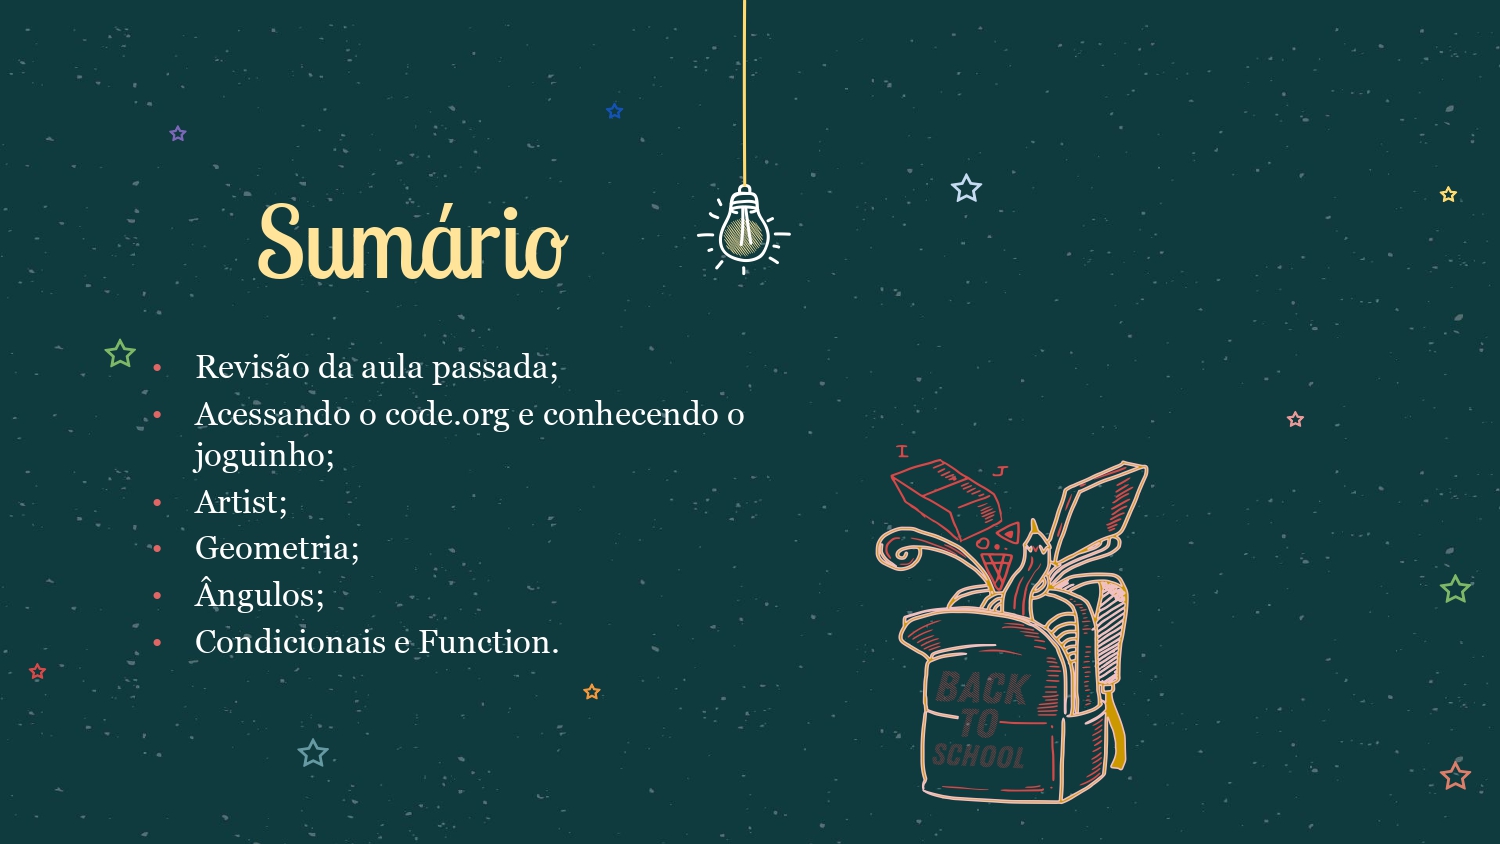 Sumário
• Revisão da aula passada;
• Acessando o code.org e conhecendo o
joguinho;
• Artist;
• Geometria;
• Ângulos;
• Condicionais e Function.
BACK
TO
SCHOOL